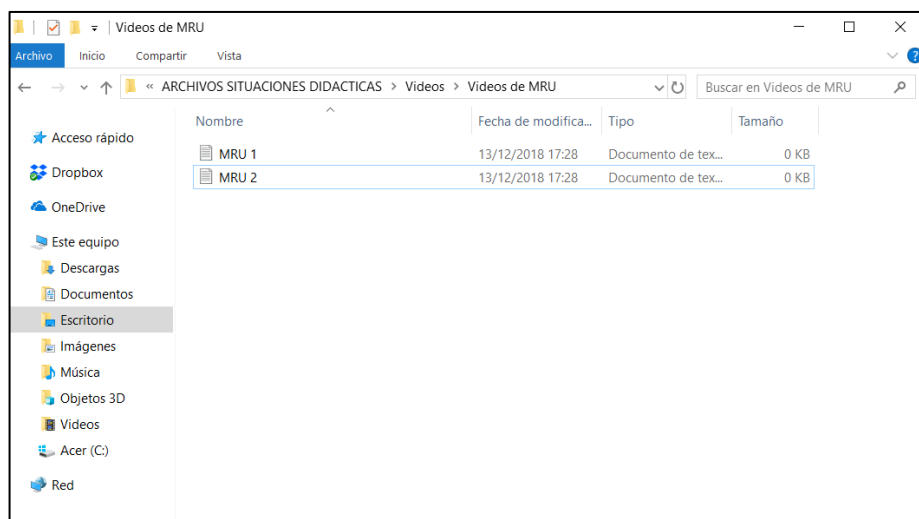 Videos de MRU
Archivo Inicio Compartir Vista
« ARCHIVOS SITUACIONES DIDACTICAS > Videos > Videos de MRU
Buscar en Videos de MRU
Nombre Fecha de modifica... Tipo Tamaño
MRU 1 13/12/2018 17:28 Documento de tex... 0 KB
MRU 2 13/12/2018 17:28 Documento de tex... 0 KB
Acceso rápido
Dropbox
OneDrive
Este equipo
Descargas
Documentos
Escritorio
Imágenes
Música
Objetos 3D
Videos
Acer (C:)
Red